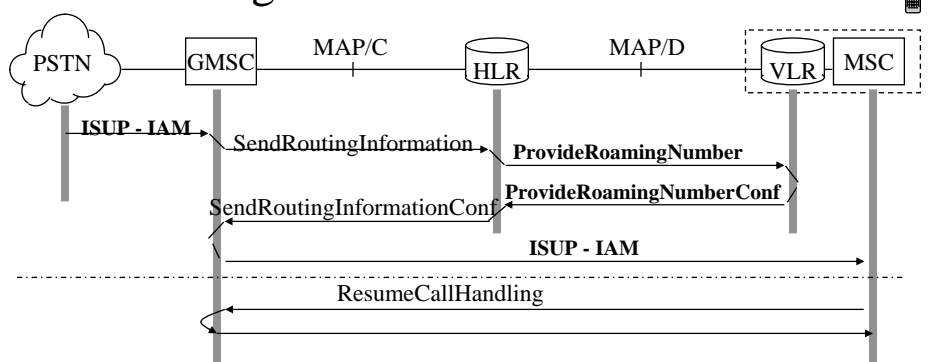 MAP/C MAP/D
PSTN GMSC HLR VLR MSC
ISUP - IAM
SendRoutingInformation
ProvideRoamingNumber
ProvideRoamingNumberConf
SendRoutingInformationConf
ISUP - IAM
ResumeCallHandling